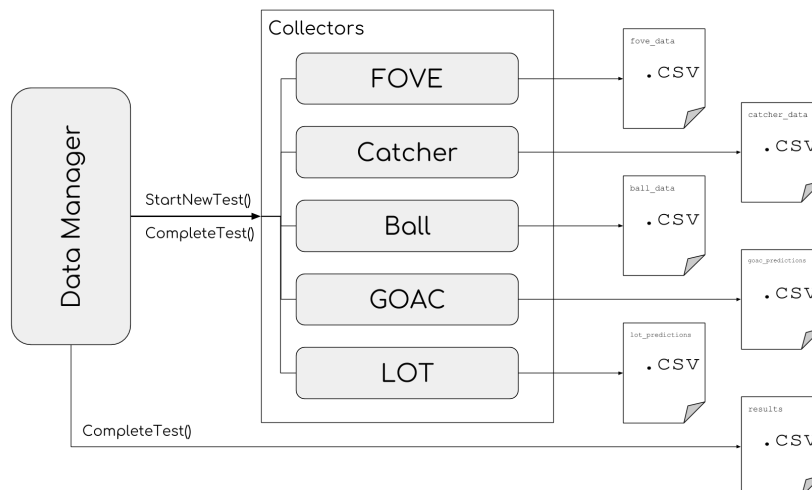 Collectors
Data Manager
StartNewTest()
CompleteTest()
FOVE
Catcher
Ball
GOAC
LOT
fove_data
.CSV
catcher_data
.CSV
ball_data
.CSV
goac_predictions
.CSV
lot_predictions
.CSV
CompleteTest()
results
.CSV